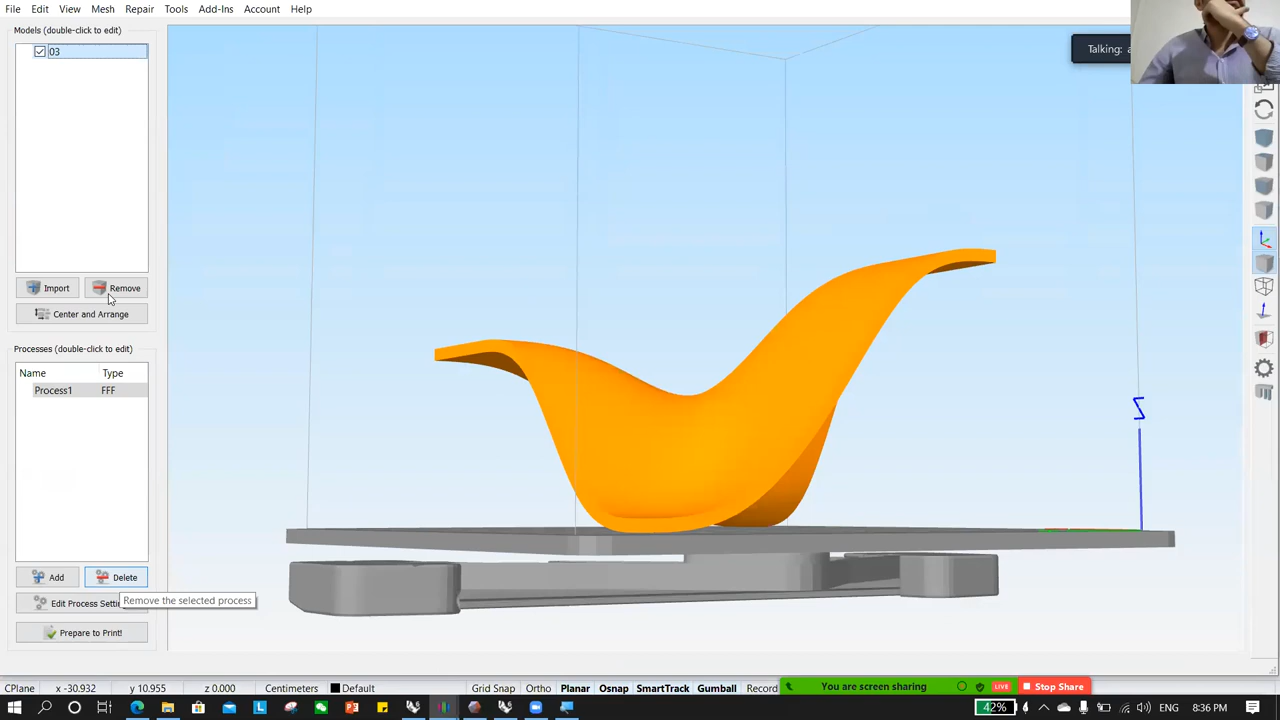 File Edit View Mesh Repair Tools Add-Ins Account Help
Models (double-click to edit)
03
Talking: a
Import Remove
Center and Arrange
Processes (double-click to edit)
Name Type
Process1 FFF
Z
Add Delete
Edit Process Setti
Remove the selected process
Prepare to Print!
CPlane x -30.932 y 10.955 z 0.000 Centimeters Default Grid Snap Ortho Planar Osnap SmartTrack Gumball Record
You are screen sharing LIVE Stop Share
42% ENG 8:36 PM